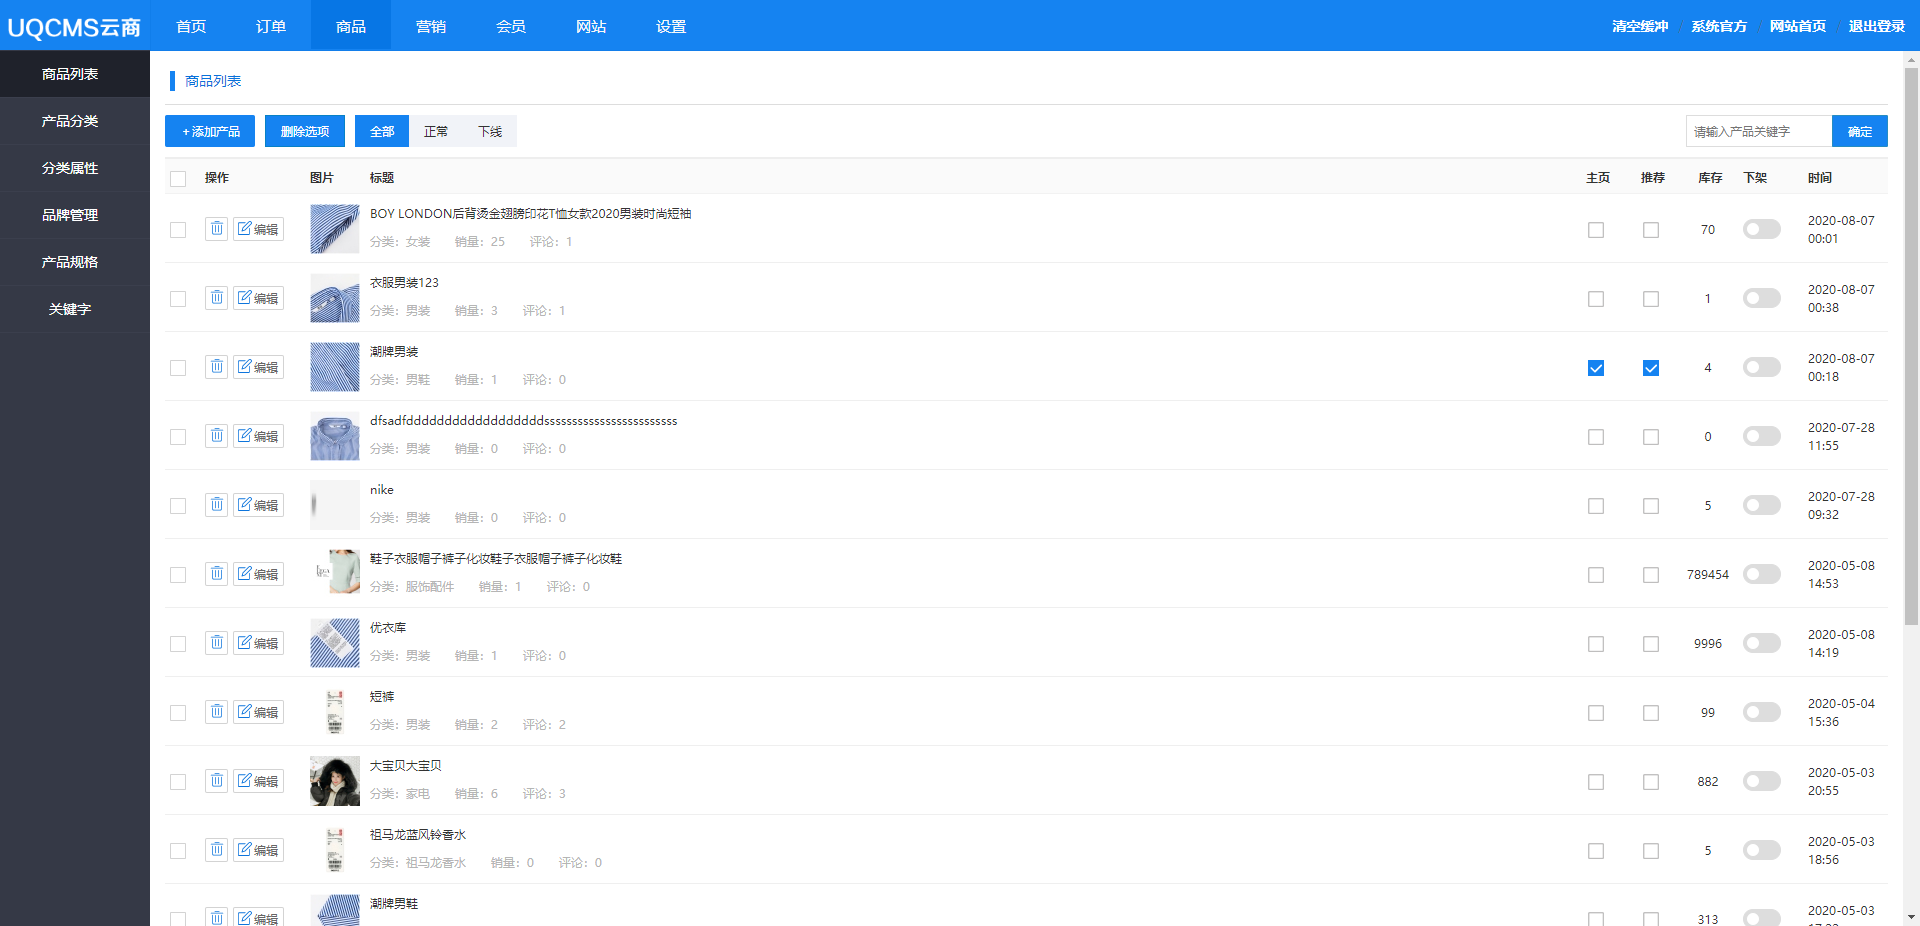 UQCMS云商 首页 订单 商品 营销 会员 网站 设置 清空缓冲 系统官方 网站首页 退出登录
商品列表
产品分类
分类属性
品牌管理
产品规格
关键字
商品列表
+添加产品 删除选项 全部 正常 下线 请输入产品关键字 确定
操作 图片 标题 主页 推荐 库存 下架 时间
BOY LONDON后背烫金翅膀印花T恤女款2020男装时尚短袖
编辑 分类：女装 销量：25 评论：1 70 2020-08-07
00:01
衣服男装123
编辑 分类：男装 销量：3 评论：1 1 2020-08-07
00:38
潮牌男装
编辑 分类：男鞋 销量：1 评论：0 4 2020-08-07
00:18
编辑 分类：男装 销量：0 评论：0 0 2020-07-28
11:55
nike
编辑 分类：男装 销量：0 评论：0 5 2020-07-28
09:32
鞋子衣服帽子裤子化妆鞋子衣服帽子裤子化妆鞋
编辑 分类：服饰配件 销量：1 评论：0 789454 2020-05-08
14:53
优衣库
编辑 分类：男装 销量：1 评论：0 9996 2020-05-08
14:19
短裤
编辑 分类：男装 销量：2 评论：2 99 2020-05-04
15:36
大宝贝大宝贝
编辑 分类：家电 销量：6 评论：3 882 2020-05-03
20:55
祖马龙蓝风铃香水
编辑 分类：祖马龙香水 销量：0 评论：0 5 2020-05-03
18:56
潮牌男鞋
编辑 313 2020-05-03